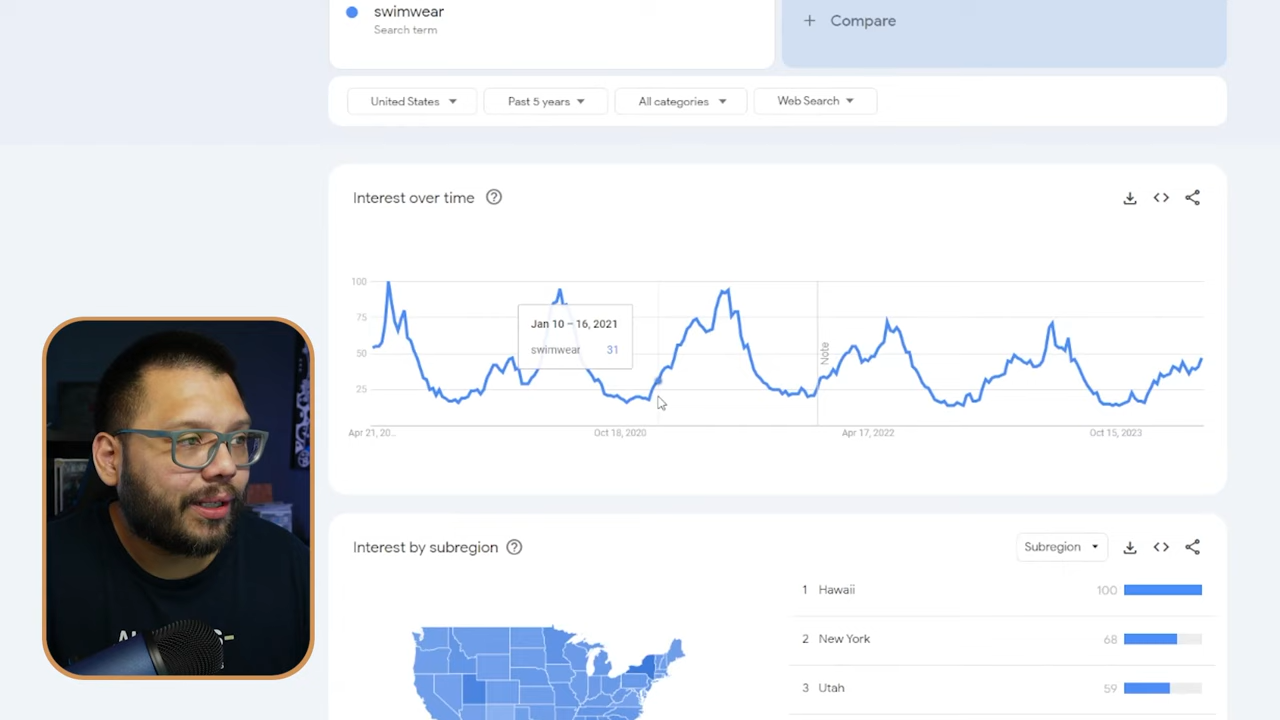 swimwear
Search term
+ Compare
United States
Past 5 years
All categories
Web Search
Interest over time
100
75
50
25
Jan 10 – 16, 2021
swimwear 31
Note
Apr 21, 20...
Oct 18, 2020
Apr 17, 2022
Oct 15, 2023
Interest by subregion
Subregion
1 Hawaii 100
2 New York 68
3 Utah 59